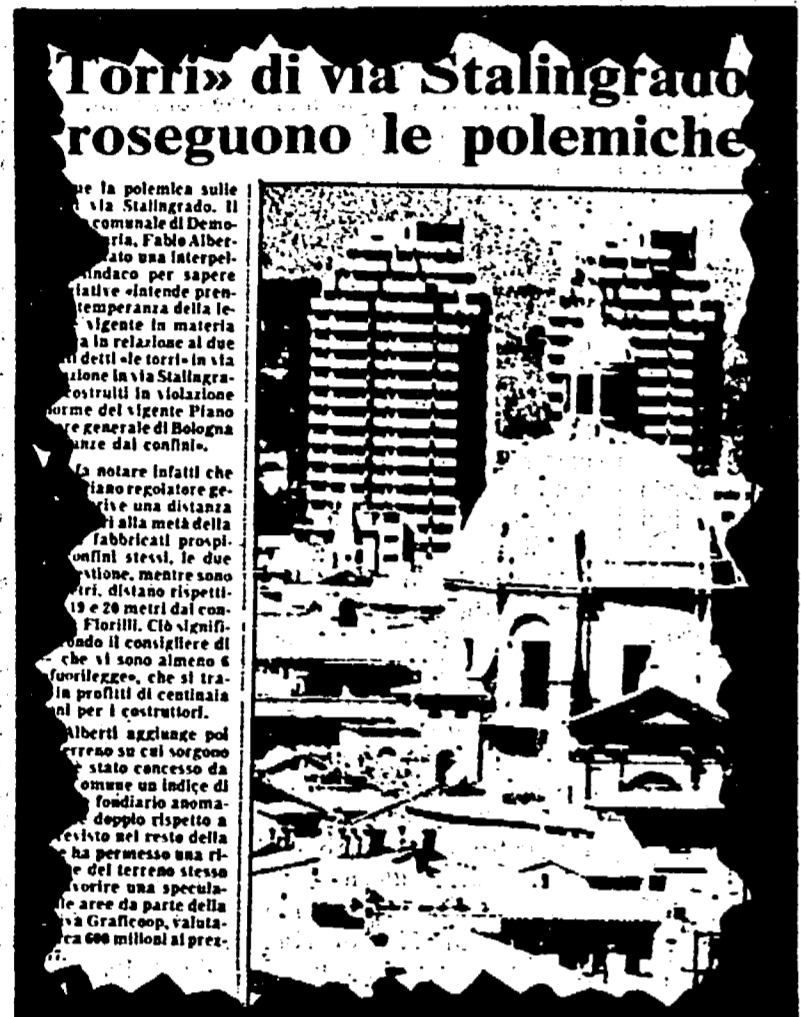 Torri» di via Stalingrado
roseguono le polemiche
ue la polemica sulle
i via Stalingrado. Il
comunale di Demo-
aria, Fabio Alber-
ato una interpel-
indaco per sapere
iative «intende pren-
temperanza della le-
vigente in materia
a in relazione ai due
i detti «le torri» in via
zione in via Stalingra-
costruiti in violazione
orme del vigente Piano
re generale di Bologna
anze dai confini».
fa notare infatti che
iano regolatore ge-
rive una distanza
ri alla metà della
fabbricati prospi-
onfini stessi, le due
stione, mentre sono
tri, distano rispetti-
19 e 20 metri dai con-
Fiorilli. Ciò signifi-
ondo il consigliere di
che vi sono almeno 6
fuorilegge», che si tra-
in profitti di centinaia
ni per i costruttori.
Alberti aggiunge poi
erreno su cui sorgono
è stato concesso da
omune un indice di
fondiario anoma-
doppio rispetto a
revisto nel resto della
e ha permesso una ri-
e del terreno stesso
vorire una specula-
le aree da parte della
va Graficoop, valuta-
rca 600 milioni ai prez-